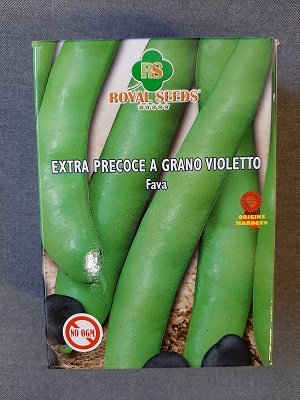 RS
ROYAL SEEDS®
EXTRA PRECOCE A GRANO VIOLETTO
Fava
ORIGINE
MAROCCO
NO OGM